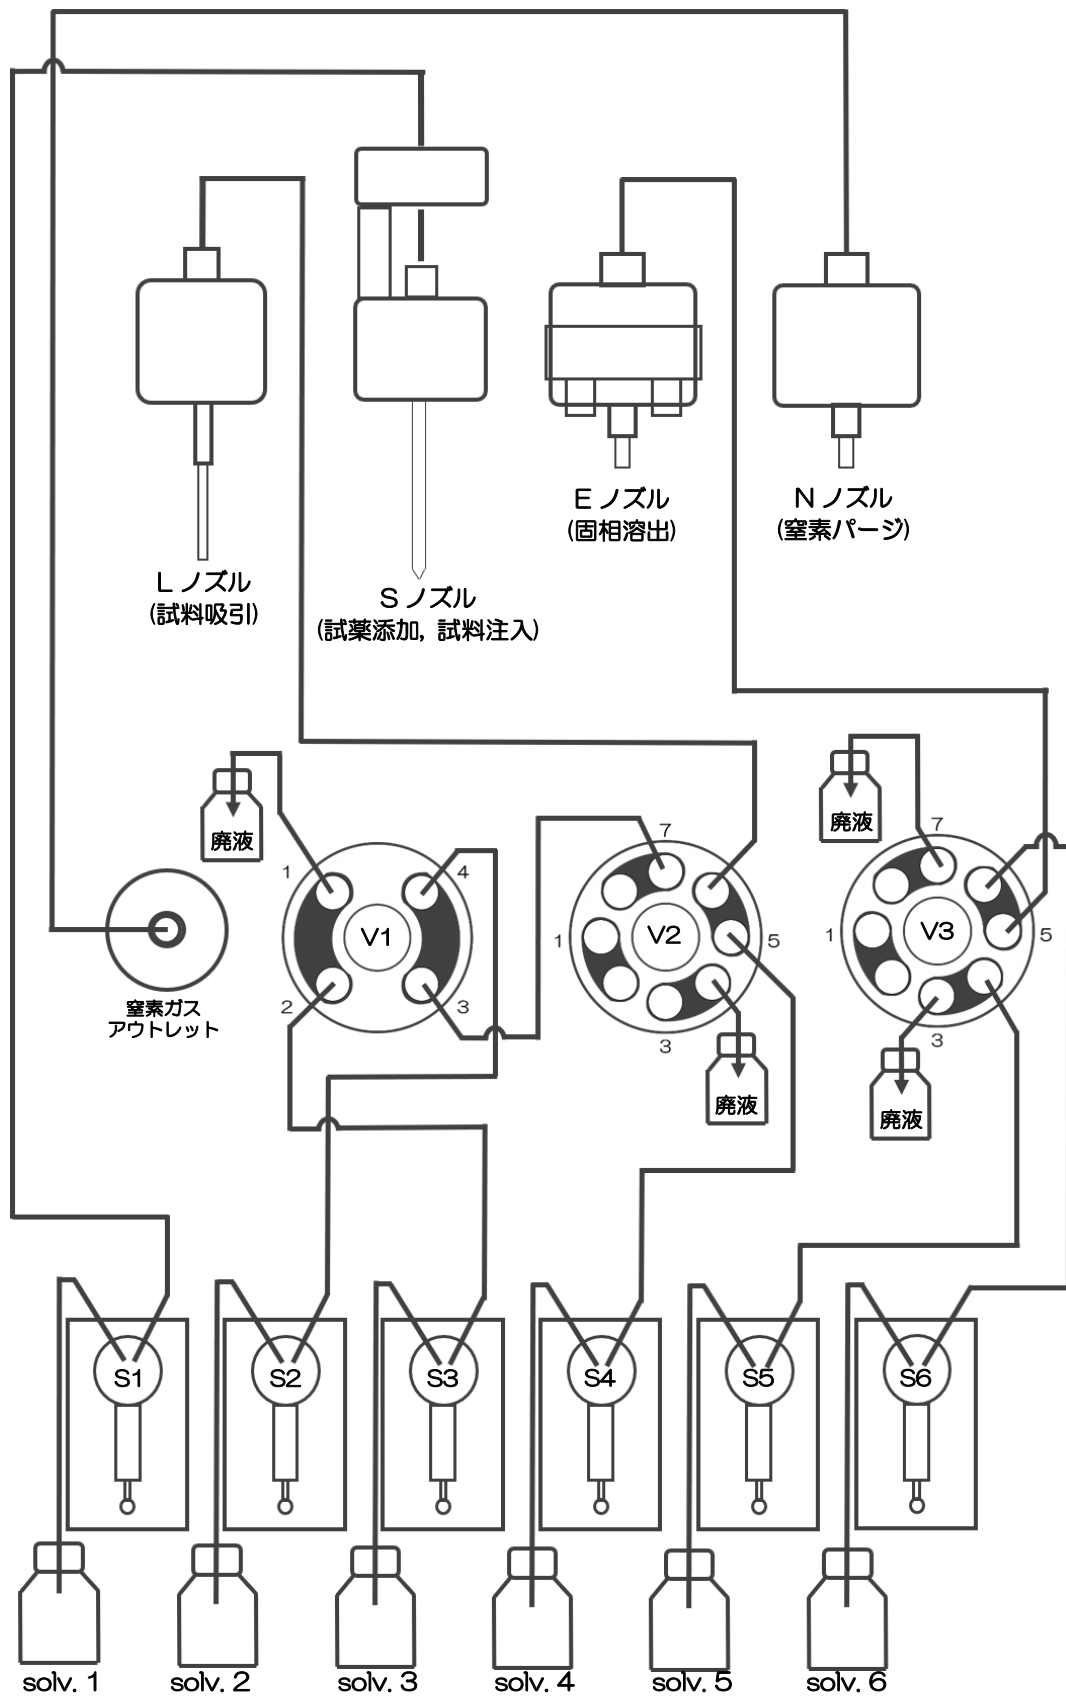 E ノズル
(固相溶出)
N ノズル
(窒素パージ)
L ノズル
(試料吸引)
S ノズル
(試薬添加, 試料注入)
廃液
廃液
7
7
1
4
V1
1
V2
5
1
V3
5
2
3
3
3
窒素ガス
アウトレット
廃液
廃液
S1
S2
S3
S4
S5
S6
solv. 1
solv. 2
solv. 3
solv. 4
solv. 5
solv. 6